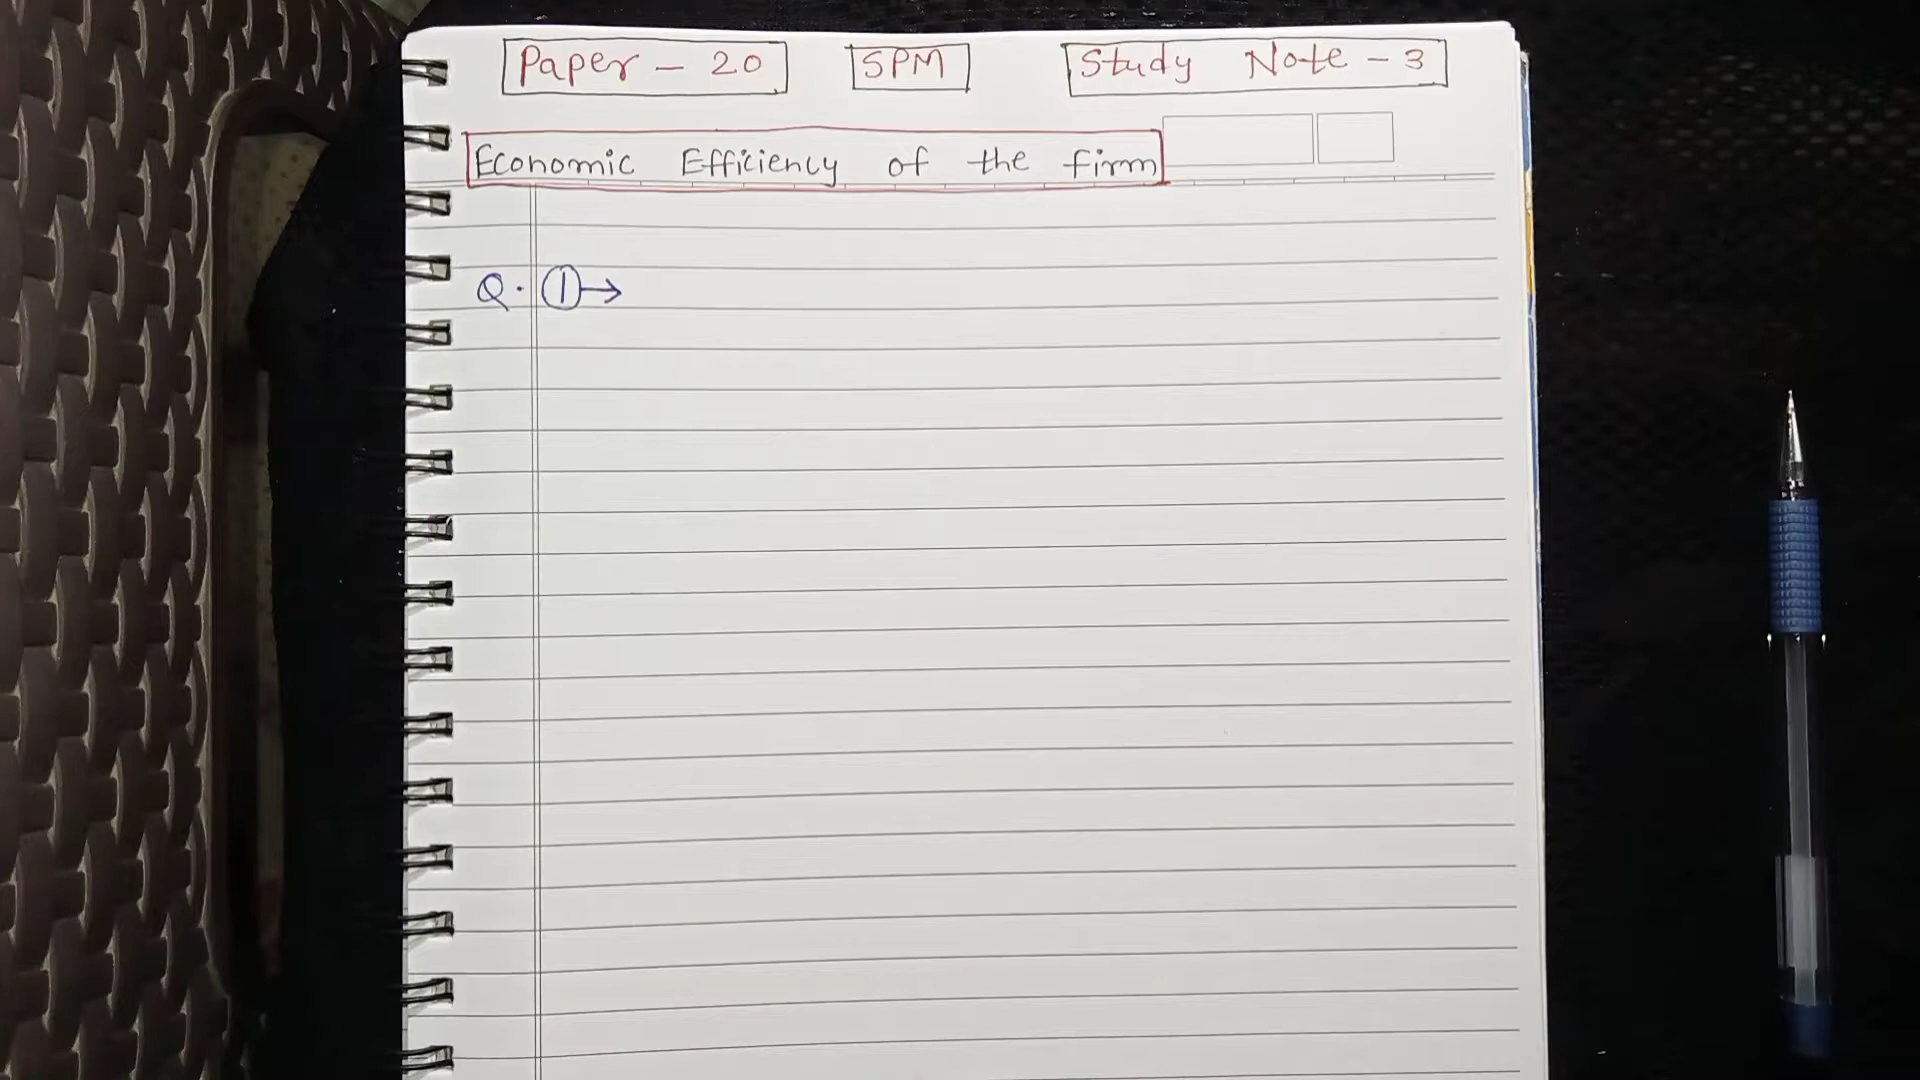 Paper - 20 SPM Study Note - 3
Economic Efficiency of the firm
Q. ① →